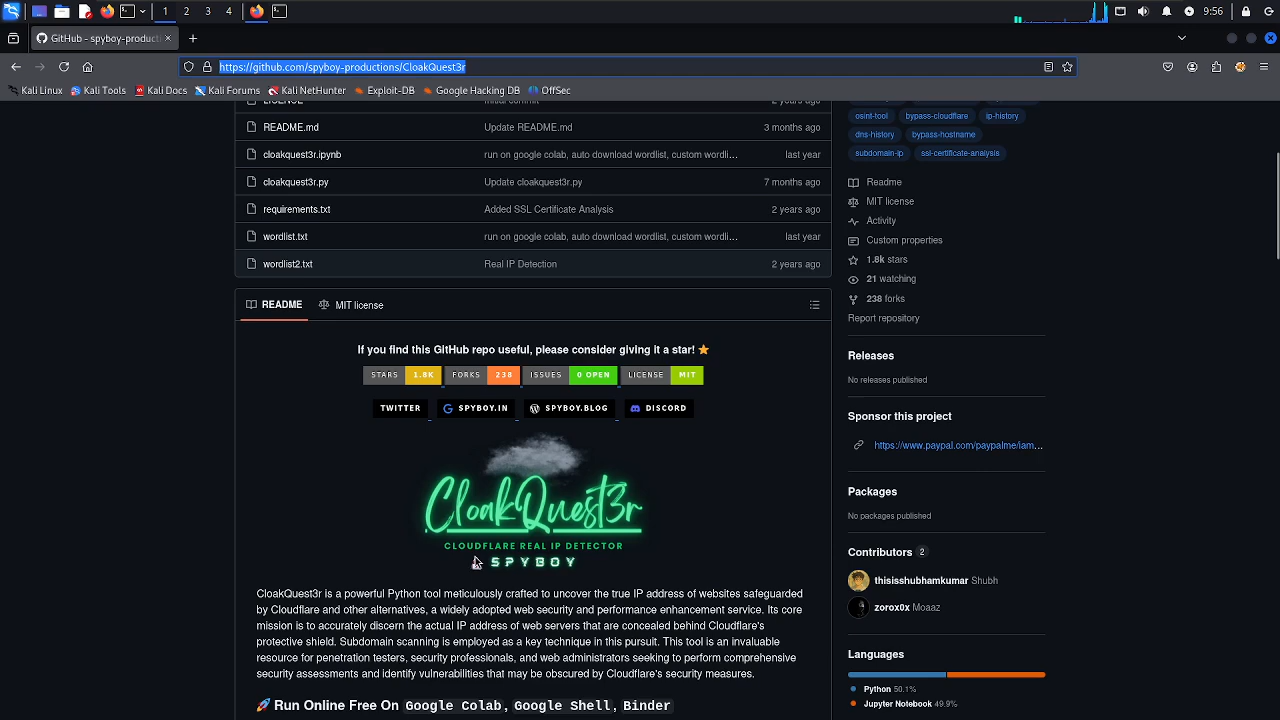 1
2
3
4
9:56
GitHub - spyboy-producti
https://github.com/spyboy-productions/CloakQuest3r
Kali Linux
Kali Tools
Kali Docs
Kali Forums
Kali NetHunter
Exploit-DB
Google Hacking DB
OffSec
LICENCE
Initial commit
2 years ago
README.md
Update README.md
3 months ago
cloakquest3r.ipynb
run on google colab, auto download wordlist, custom wordli…
last year
cloakquest3r.py
Update cloakquest3r.py
7 months ago
requirements.txt
Added SSL Certificate Analysis
2 years ago
wordlist.txt
run on google colab, auto download wordlist, custom wordli…
last year
wordlist2.txt
Real IP Detection
2 years ago
README
MIT license
If you find this GitHub repo useful, please consider giving it a star! ⭐
STARS 1.8K
FORKS 238
ISSUES 0 OPEN
LICENSE MIT
TWITTER
SPYBOY.IN
SPYBOY.BLOG
DISCORD
CloakQuest3r
CLOUDFLARE REAL IP DETECTOR
SPYBOY
CloakQuest3r is a powerful Python tool meticulously crafted to uncover the true IP address of websites safeguarded
by Cloudflare and other alternatives, a widely adopted web security and performance enhancement service. Its core
mission is to accurately discern the actual IP address of web servers that are concealed behind Cloudflare's
protective shield. Subdomain scanning is employed as a key technique in this pursuit. This tool is an invaluable
resource for penetration testers, security professionals, and web administrators seeking to perform comprehensive
security assessments and identify vulnerabilities that may be obscured by Cloudflare's security measures.
🚀 Run Online Free On Google Colab, Google Shell, Binder
osint-tool
bypass-cloudflare
ip-history
dns-history
bypass-hostname
subdomain-ip
ssl-certificate-analysis
Readme
MIT license
Activity
Custom properties
1.8k stars
21 watching
238 forks
Report repository
Releases
No releases published
Sponsor this project
https://www.paypal.com/paypalme/iam…
Packages
No packages published
Contributors 2
thisisshubhamkumar Shubh
zorox0x Moaaz
Languages
Python 50.1%
Jupyter Notebook 49.9%